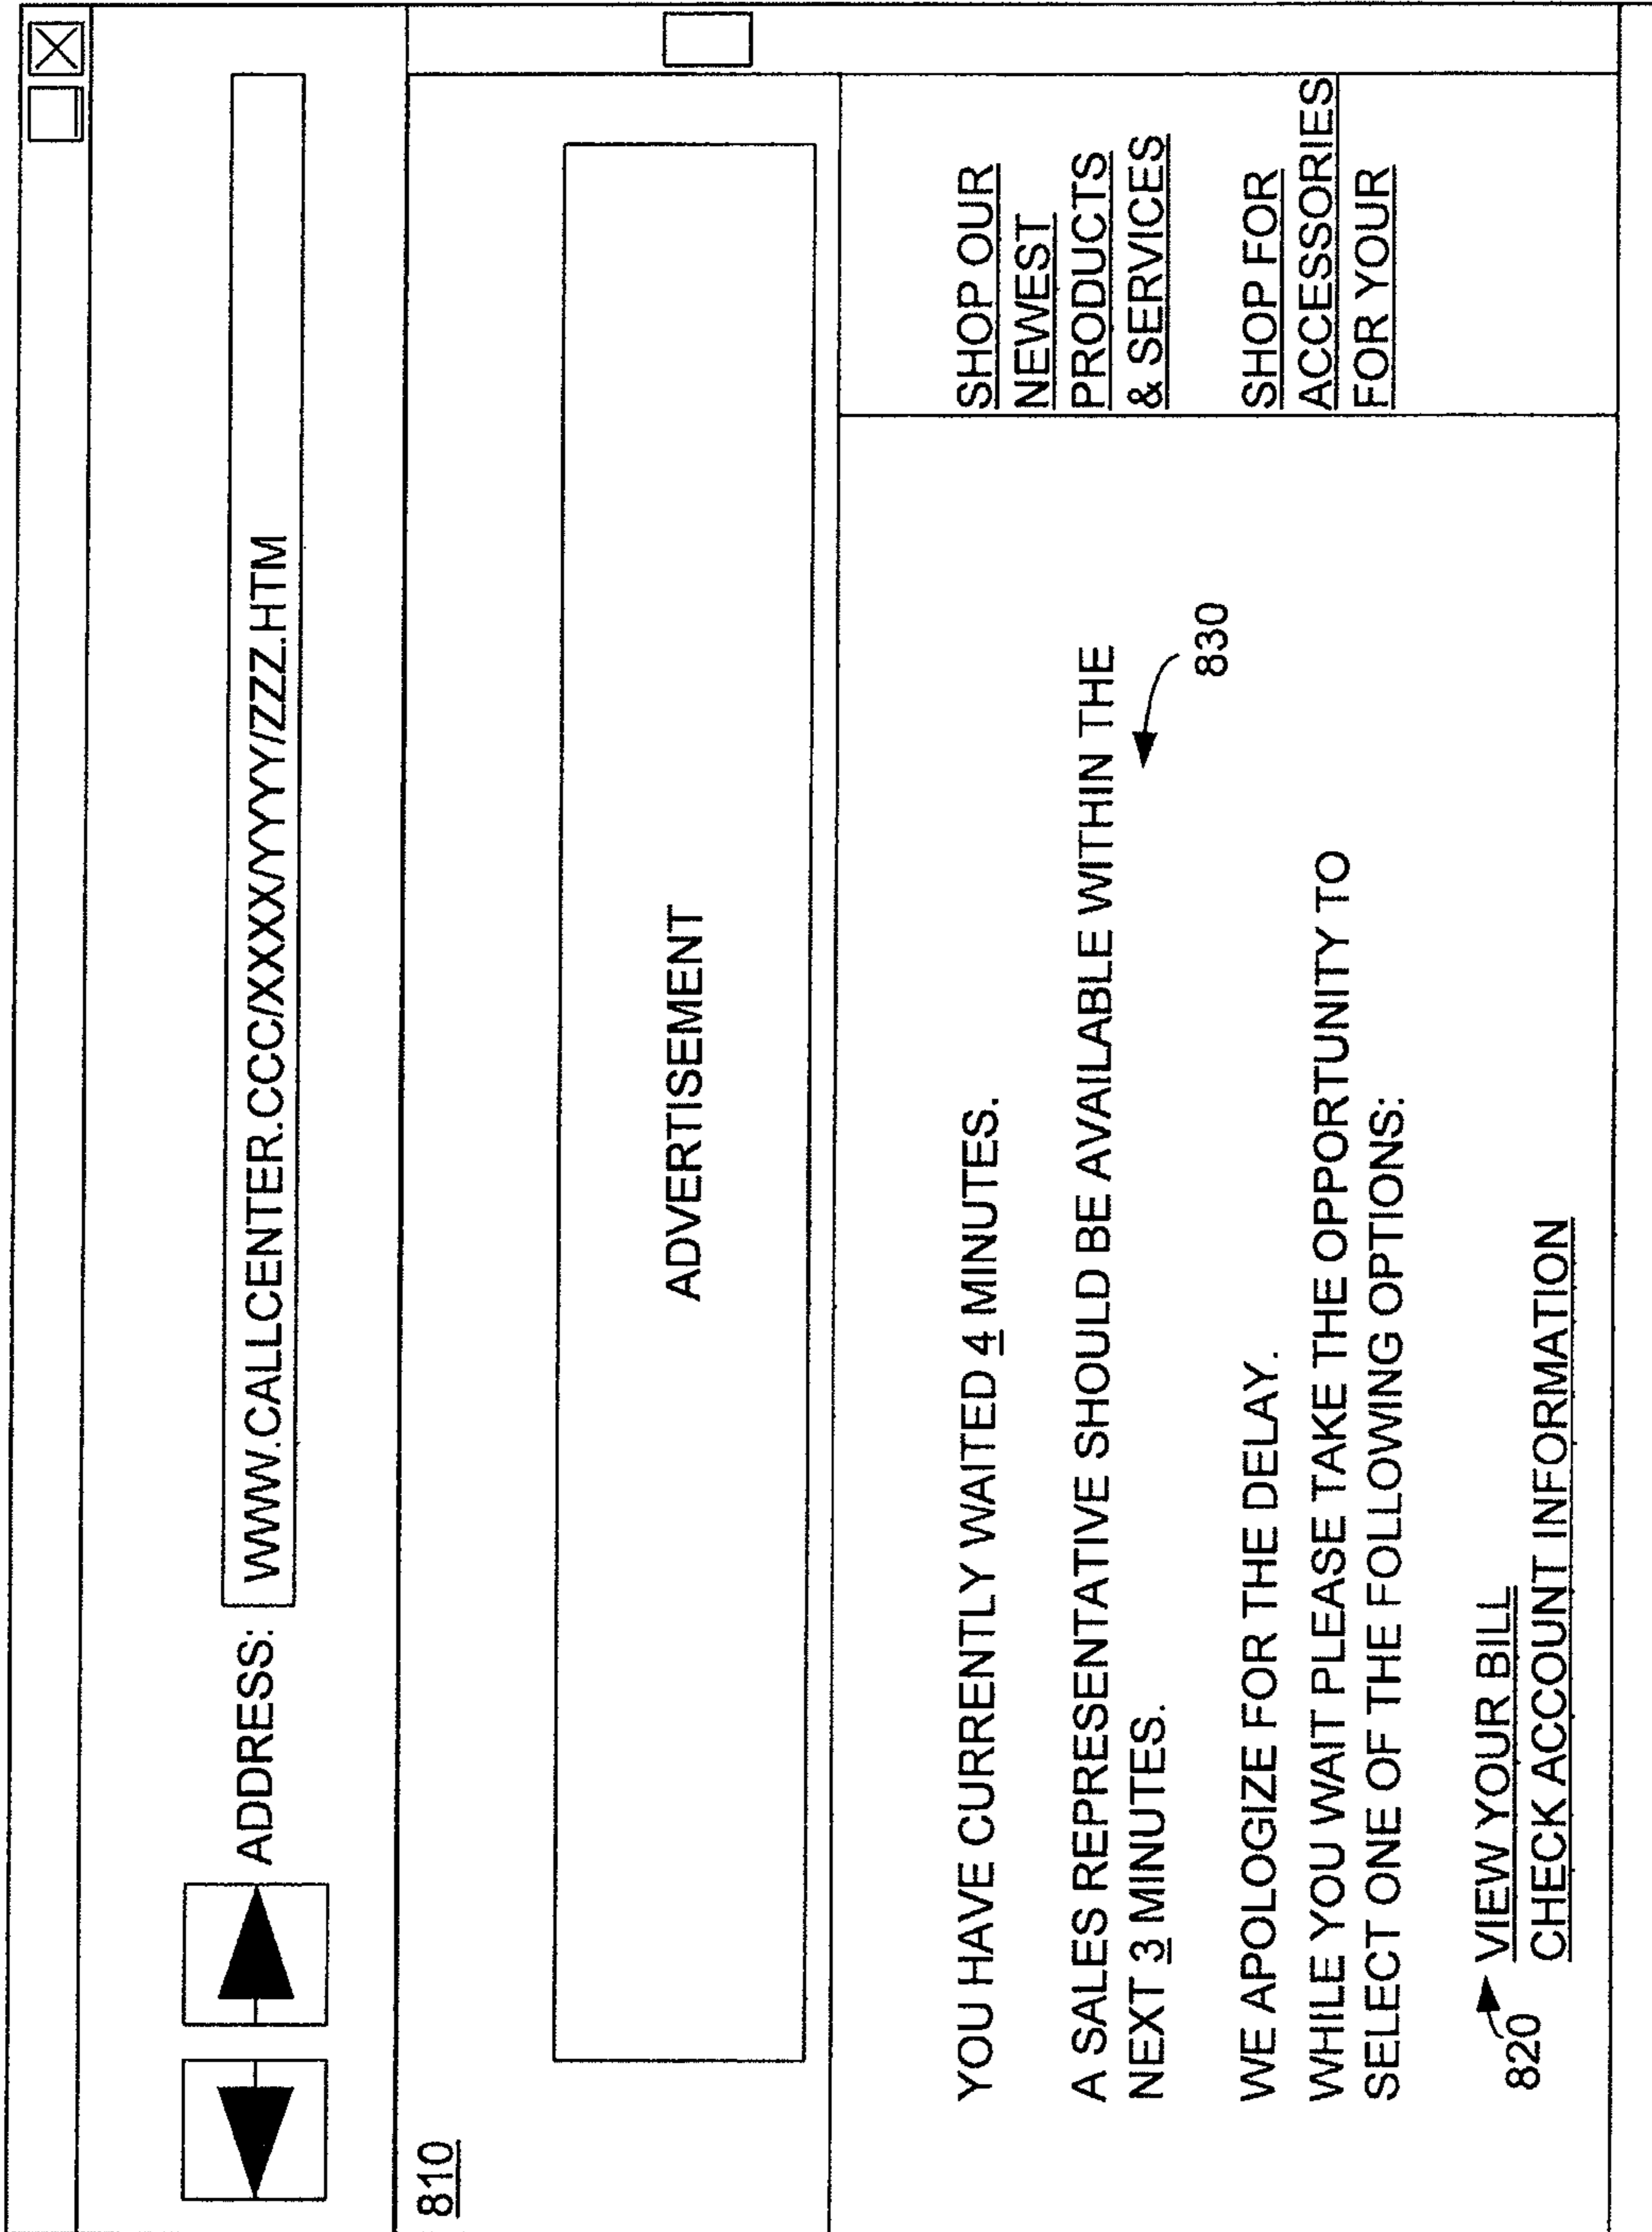 ADDRESS: WWW.CALLCENTER.CCC/XXXX/YYYY/ZZZ.HTM
810
ADVERTISEMENT
YOU HAVE CURRENTLY WAITED 4 MINUTES.
A SALES REPRESENTATIVE SHOULD BE AVAILABLE WITHIN THE
NEXT 3 MINUTES.
830
WE APOLOGIZE FOR THE DELAY.
WHILE YOU WAIT PLEASE TAKE THE OPPORTUNITY TO
SELECT ONE OF THE FOLLOWING OPTIONS:
820
VIEW YOUR BILL
CHECK ACCOUNT INFORMATION
SHOP OUR
NEWEST
PRODUCTS
& SERVICES
SHOP FOR
ACCESSORIES
FOR YOUR